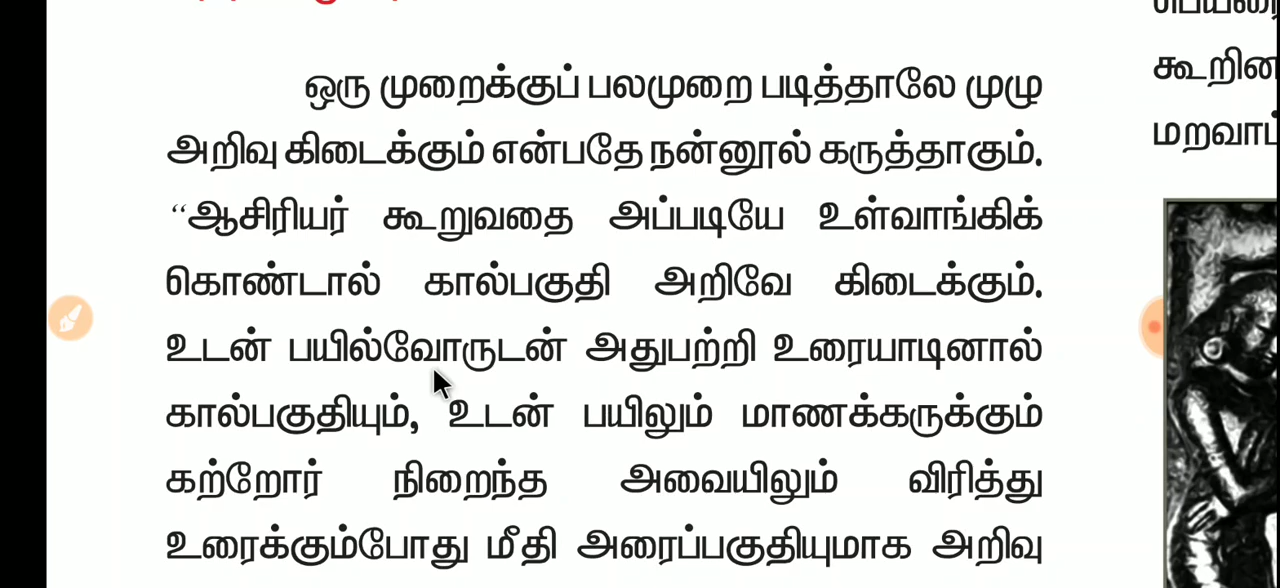 ஒரு முறைக்குப் பலமுறை படித்தாலே முழு
அறிவு கிடைக்கும் என்பதே நன்னூல் கருத்தாகும்.
“ஆசிரியர் கூறுவதை அப்படியே உள்வாங்கிக்
கொண்டால் கால்பகுதி அறிவே கிடைக்கும்.
உடன் பயில்வோருடன் அதுபற்றி உரையாடினால்
கால்பகுதியும், உடன் பயிலும் மாணக்கருக்கும்
கற்றோர் நிறைந்த அவையிலும் விரித்து
உரைக்கும்போது மீதி அரைப்பகுதியுமாக அறிவு